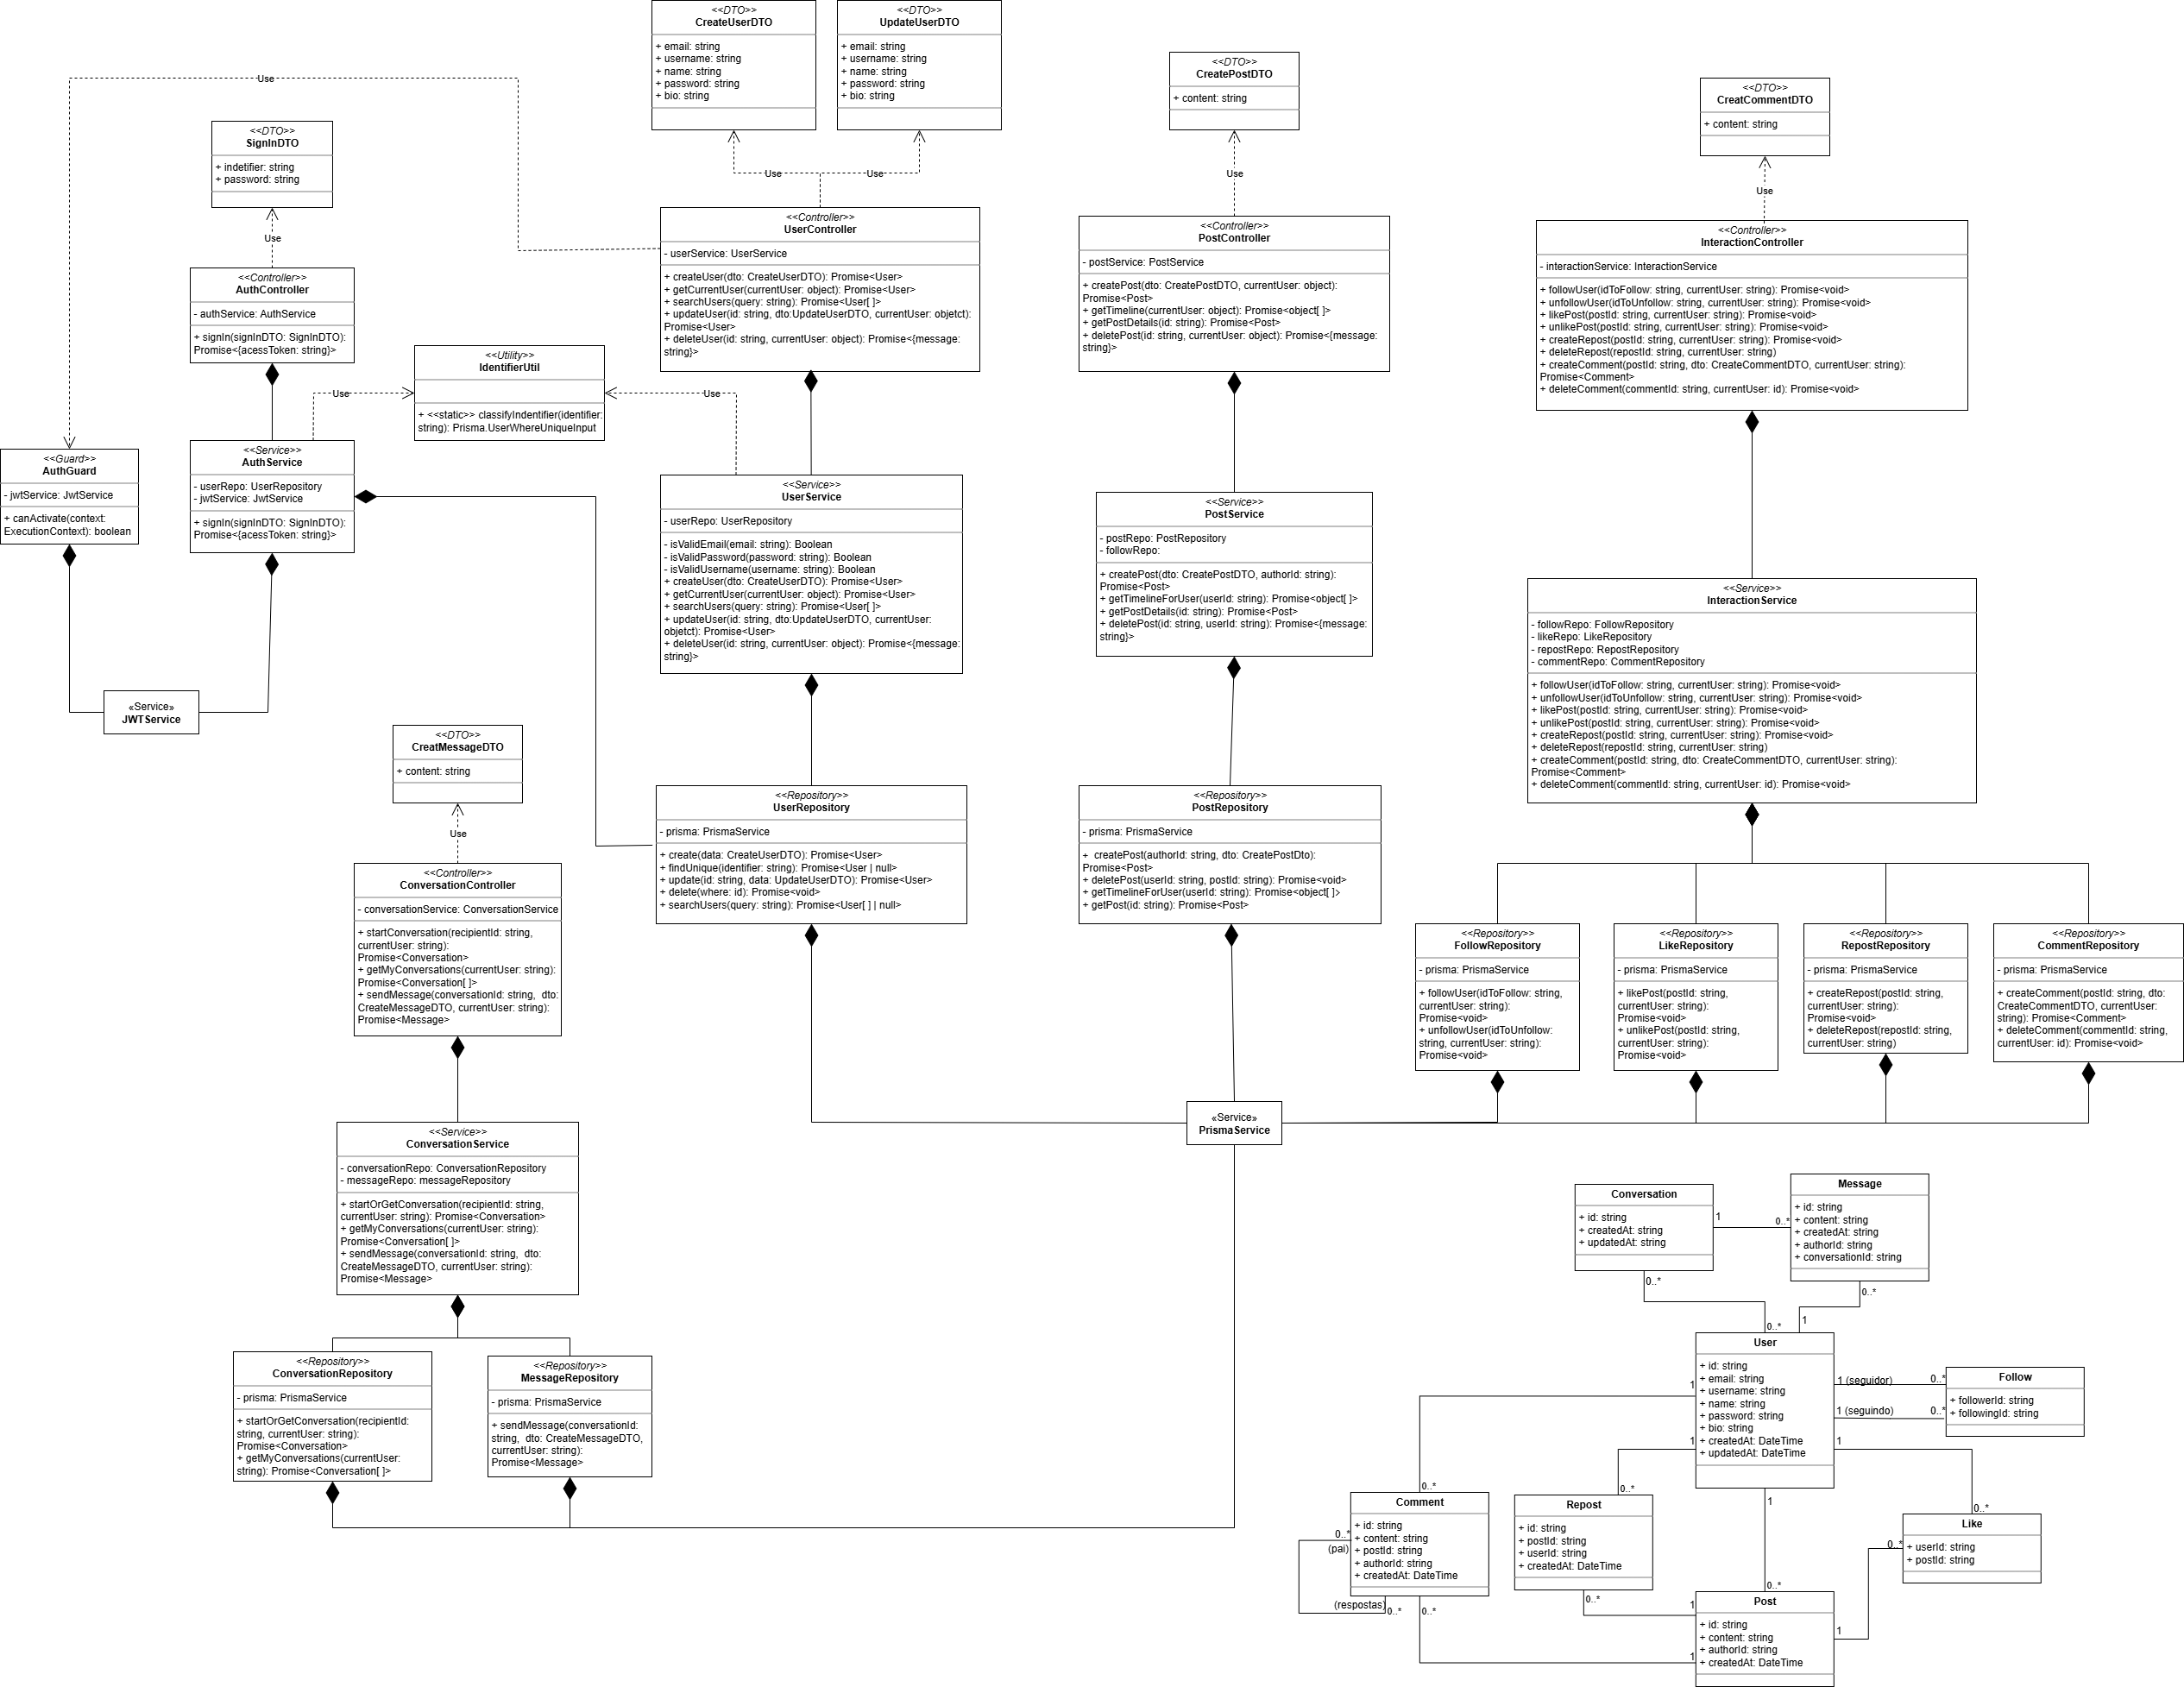 <<DTO>>
CreateUserDTO
+ email: string
+ username: string
+ name: string
+ password: string
+ bio: string
<<DTO>>
UpdateUserDTO
+ email: string
+ username: string
+ name: string
+ password: string
+ bio: string
<<DTO>>
CreatePostDTO
+ content: string
<<DTO>>
CreatCommentDTO
+ content: string
Use
<<DTO>>
SignInDTO
+ indetifier: string
+ password: string
Use
Use
Use
Use
Use
<<Controller>>
AuthController
- authService: AuthService
+ signIn(signInDTO: SignInDTO):
Promise<{acessToken: string}>
<<Controller>>
UserController
- userService: UserService
+ createUser(dto: CreateUserDTO): Promise<User>
+ getCurrentUser(currentUser: object): Promise<User>
+ searchUsers(query: string): Promise<User[ ]>
+ updateUser(id: string, dto:UpdateUserDTO, currentUser: objetct):
Promise<User>
+ deleteUser(id: string, currentUser: object): Promise<{message:
string}>
<<Controller>>
PostController
- postService: PostService
+ createPost(dto: CreatePostDTO, currentUser: object):
Promise<Post>
+ getTimeline(currentUser: object): Promise<object[ ]>
+ getPostDetails(id: string): Promise<Post>
+ deletePost(id: string, currentUser: object): Promise<{message:
string}>
<<Controller>>
InteractionController
- interactionService: InteractionService
+ followUser(idToFollow: string, currentUser: string): Promise<void>
+ unfollowUser(idToUnfollow: string, currentUser: string): Promise<void>
+ likePost(postId: string, currentUser: string): Promise<void>
+ unlikePost(postId: string, currentUser: string): Promise<void>
+ createRepost(postId: string, currentUser: string): Promise<void>
+ deleteRepost(repostId: string, currentUser: string)
+ createComment(postId: string, dto: CreateCommentDTO, currentUser: string):
Promise<Comment>
+ deleteComment(commentId: string, currentUser: id): Promise<void>
<<Utility>>
IdentifierUtil
+ <<static>> classifyIndentifier(identifier:
string): Prisma.UserWhereUniqueInput
Use
Use
<<Guard>>
AuthGuard
- jwtService: JwtService
+ canActivate(context:
ExecutionContext): boolean
<<Service>>
AuthService
- userRepo: UserRepository
- jwtService: JwtService
+ signIn(signInDTO: SignInDTO):
Promise<{acessToken: string}>
<<Service>>
UserService
- userRepo: UserRepository
- isValidEmail(email: string): Boolean
- isValidPassword(password: string): Boolean
- isValidUsername(username: string): Boolean
+ createUser(dto: CreateUserDTO): Promise<User>
+ getCurrentUser(currentUser: object): Promise<User>
+ searchUsers(query: string): Promise<User[ ]>
+ updateUser(id: string, dto:UpdateUserDTO, currentUser:
objetct): Promise<User>
+ deleteUser(id: string, currentUser: object): Promise<{message:
string}>
<<Service>>
PostService
- postRepo: PostRepository
- followRepo:
+ createPost(dto: CreatePostDTO, authorId: string):
Promise<Post>
+ getTimelineForUser(userId: string): Promise<object[ ]>
+ getPostDetails(id: string): Promise<Post>
+ deletePost(id: string, userId: string): Promise<{message:
string}>
<<Service>>
InteractionService
- followRepo: FollowRepository
- likeRepo: LikeRepository
- repostRepo: RepostRepository
- commentRepo: CommentRepository
+ followUser(idToFollow: string, currentUser: string): Promise<void>
+ unfollowUser(idToUnfollow: string, currentUser: string): Promise<void>
+ likePost(postId: string, currentUser: string): Promise<void>
+ unlikePost(postId: string, currentUser: string): Promise<void>
+ createRepost(postId: string, currentUser: string): Promise<void>
+ deleteRepost(repostId: string, currentUser: string)
+ createComment(postId: string, dto: CreateCommentDTO, currentUser: string):
Promise<Comment>
+ deleteComment(commentId: string, currentUser: id): Promise<void>
«Service»
JWTService
<<DTO>>
CreatMessageDTO
+ content: string
Use
<<Repository>>
UserRepository
- prisma: PrismaService
+ create(data: CreateUserDTO): Promise<User>
+ findUnique(identifier: string): Promise<User | null>
+ update(id: string, data: UpdateUserDTO): Promise<User>
+ delete(where: id): Promise<void>
+ searchUsers(query: string): Promise<User[ ] | null>
<<Repository>>
PostRepository
- prisma: PrismaService
+ createPost(authorId: string, dto: CreatePostDto):
Promise<Post>
+ deletePost(userId: string, postId: string): Promise<void>
+ getTimelineForUser(userId: string): Promise<object[ ]>
+ getPost(id: string): Promise<Post>
<<Controller>>
ConversationController
- conversationService: ConversationService
+ startConversation(recipientId: string,
currentUser: string):
Promise<Conversation>
+ getMyConversations(currentUser: string):
Promise<Conversation[ ]>
+ sendMessage(conversationId: string, dto:
CreateMessageDTO, currentUser: string):
Promise<Message>
<<Repository>>
FollowRepository
- prisma: PrismaService
+ followUser(idToFollow: string,
currentUser: string):
Promise<void>
+ unfollowUser(idToUnfollow:
string, currentUser: string):
Promise<void>
<<Repository>>
LikeRepository
- prisma: PrismaService
+ likePost(postId: string,
currentUser: string):
Promise<void>
+ unlikePost(postId: string,
currentUser: string):
Promise<void>
<<Repository>>
RepostRepository
- prisma: PrismaService
+ createRepost(postId: string,
currentUser: string):
Promise<void>
+ deleteRepost(repostId: string,
currentUser: string)
<<Repository>>
CommentRepository
- prisma: PrismaService
+ createComment(postId: string, dto:
CreateCommentDTO, currentUser:
string): Promise<Comment>
+ deleteComment(commentId: string,
currentUser: id): Promise<void>
«Service»
PrismaService
<<Service>>
ConversationService
- conversationRepo: ConversationRepository
- messageRepo: messageRepository
+ startOrGetConversation(recipientId: string,
currentUser: string): Promise<Conversation>
+ getMyConversations(currentUser: string):
Promise<Conversation[ ]>
+ sendMessage(conversationId: string, dto:
CreateMessageDTO, currentUser: string):
Promise<Message>
<<Repository>>
ConversationRepository
- prisma: PrismaService
+ startOrGetConversation(recipientId:
string, currentUser: string):
Promise<Conversation>
+ getMyConversations(currentUser:
string): Promise<Conversation[ ]>
<<Repository>>
MessageRepository
- prisma: PrismaService
+ sendMessage(conversationId:
string, dto: CreateMessageDTO,
currentUser: string):
Promise<Message>
Conversation
+ id: string
+ createdAt: string
+ updatedAt: string
1
0..*
Message
+ id: string
+ content: string
+ createdAt: string
+ authorId: string
+ conversationId: string
0..*
0..*
0..*
1
User
+ id: string
+ email: string
+ username: string
+ name: string
+ password: string
+ bio: string
+ createdAt: DateTime
+ updatedAt: DateTime
1 (seguidor)
0..*
1 (seguindo)
0..*
Follow
+ followerId: string
+ followingId: string
1
1
1
1
0..*
0..*
0..*
0..*
Comment
+ id: string
+ content: string
+ postId: string
+ authorId: string
+ createdAt: DateTime
0..*
(pai)
(respostas)
0..*
0..*
Repost
+ id: string
+ postId: string
+ userId: string
+ createdAt: DateTime
0..*
1
Like
+ userId: string
+ postId: string
0..*
1
1
Post
+ id: string
+ content: string
+ authorId: string
+ createdAt: DateTime